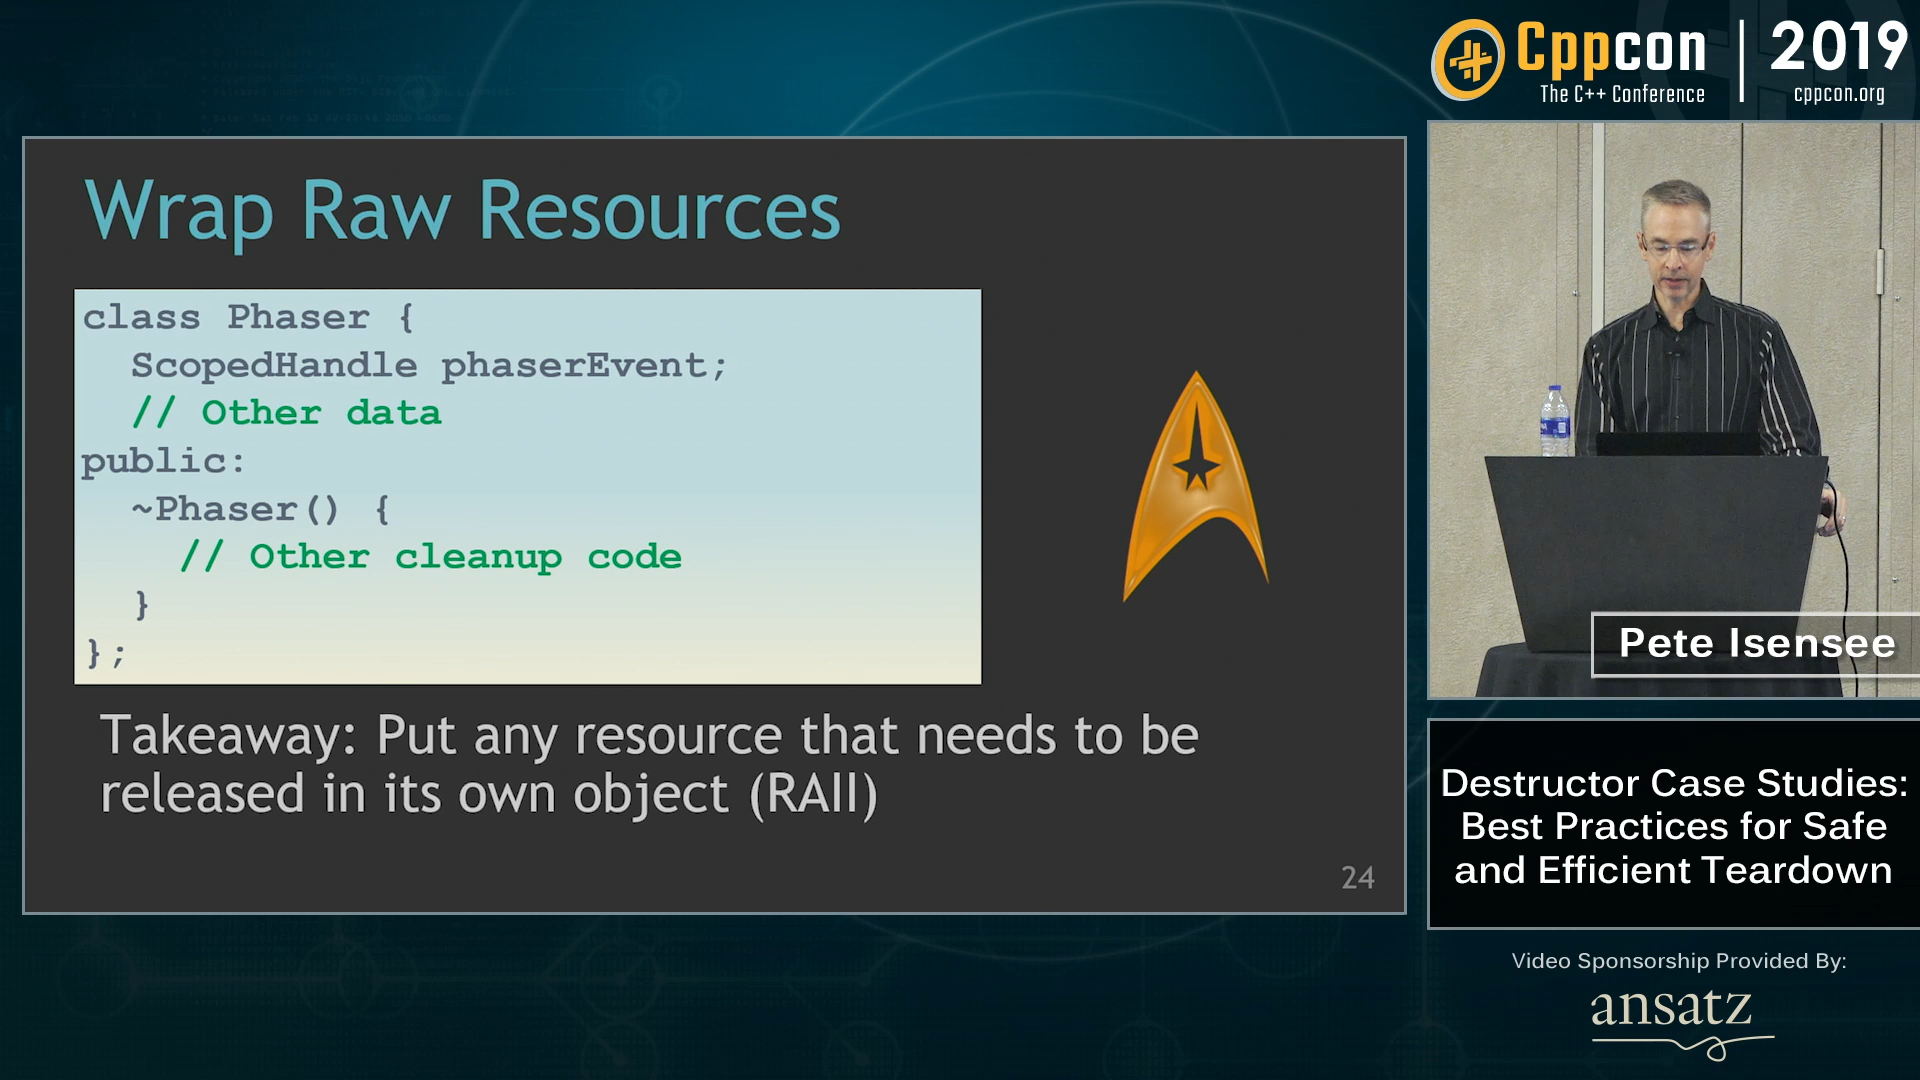 Cppcon
The C++ Conference
2019
cppcon.org
Wrap Raw Resources
class Phaser {
ScopedHandle phaserEvent;
// Other data
public:
~Phaser() {
// Other cleanup code
}
};
Takeaway: Put any resource that needs to be
released in its own object (RAII)
24
Pete Isensee
Destructor Case Studies:
Best Practices for Safe
and Efficient Teardown
Video Sponsorship Provided By:
ansatz